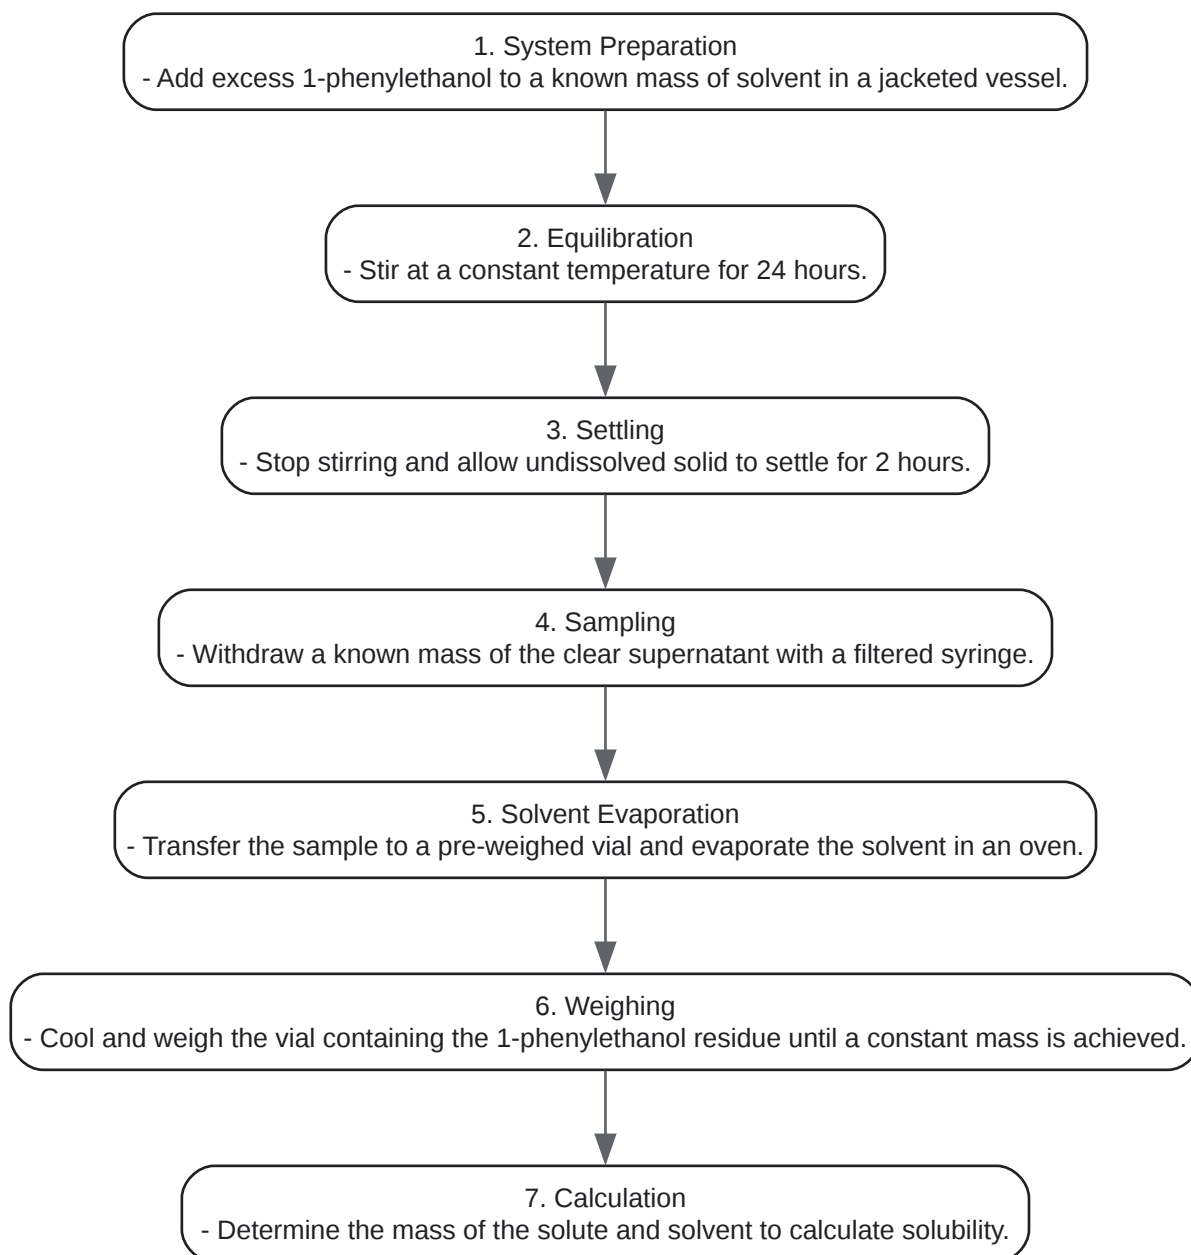 1. System Preparation
- Add excess 1-phenylethanol to a known mass of solvent in a jacketed vessel.
2. Equilibration
- Stir at a constant temperature for 24 hours.
3. Settling
- Stop stirring and allow undissolved solid to settle for 2 hours.
4. Sampling
- Withdraw a known mass of the clear supernatant with a filtered syringe.
5. Solvent Evaporation
- Transfer the sample to a pre-weighed vial and evaporate the solvent in an oven.
6. Weighing
- Cool and weigh the vial containing the 1-phenylethanol residue until a constant mass is achieved.
7. Calculation
- Determine the mass of the solute and solvent to calculate solubility.